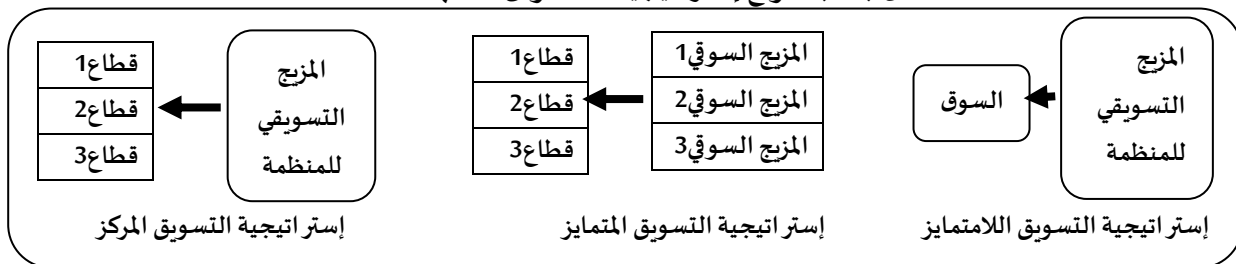 المزيج
التسويقي
للمنظمة
السوق
إستراتيجية التسويق اللامتمايز
المزيج السوقي1
المزيج السوقي2
المزيج السوقي3
قطاع1
قطاع2
قطاع3
إستراتيجية التسويق المتمايز
المزيج
التسويقي
للمنظمة
قطاع1
قطاع2
قطاع3
إستراتيجية التسويق المركز